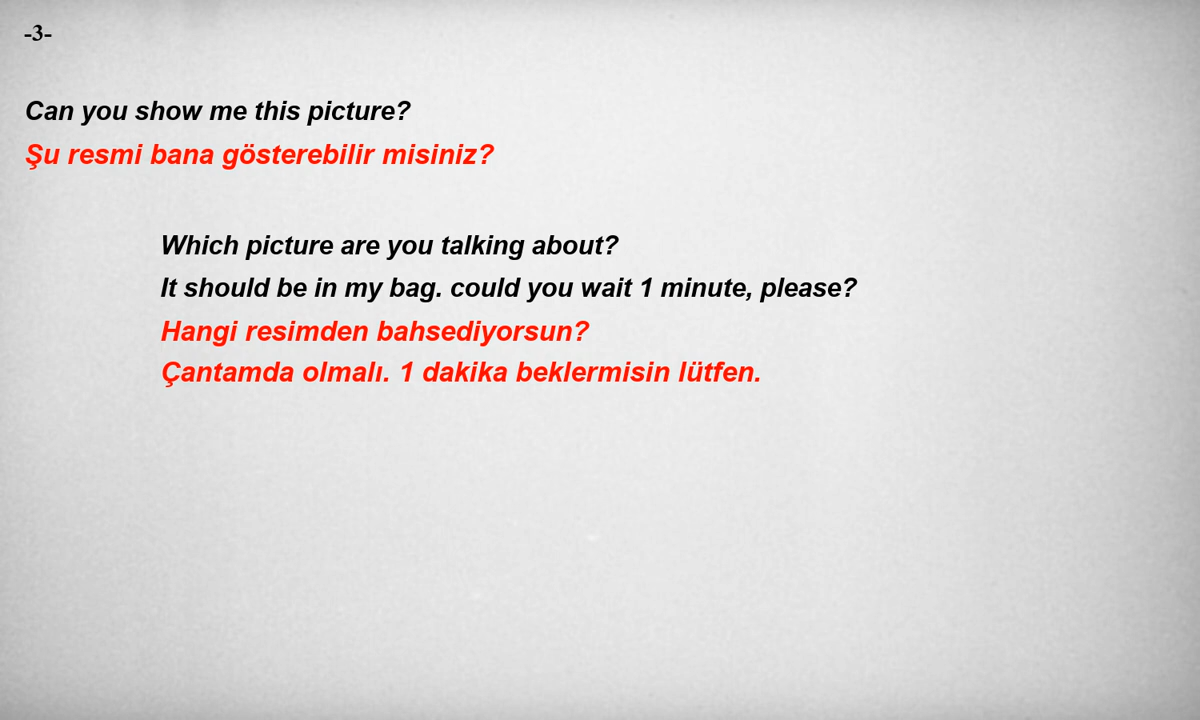 -3-
Can you show me this picture?
Şu resmi bana gösterebilir misiniz?
Which picture are you talking about?
It should be in my bag. could you wait 1 minute, please?
Hangi resimden bahsediyorsun?
Çantamda olmalı. 1 dakika beklermisin lütfen.